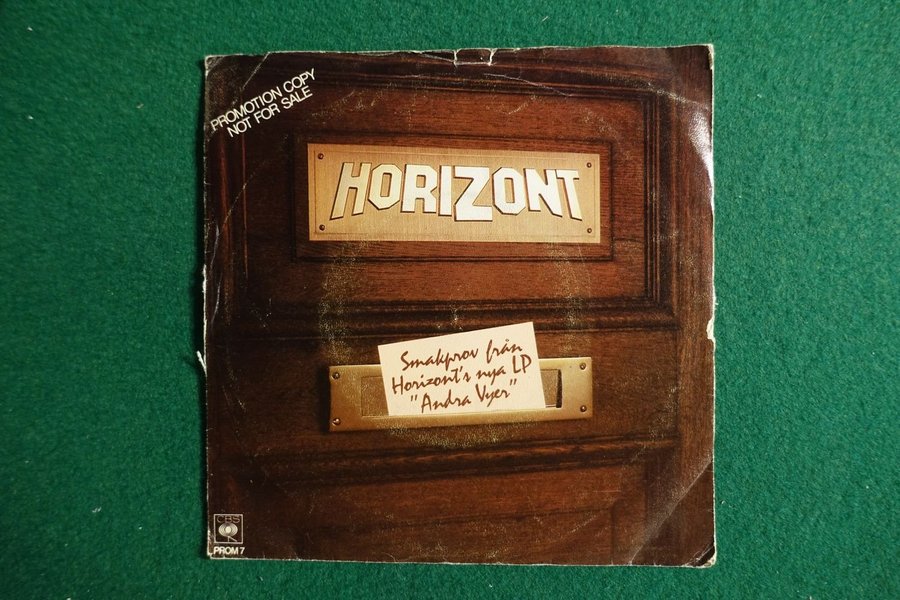 PROMOTION COPY
NOT FOR SALE
HORIZONT
Smakprov från
Horizont's nya LP
"Andra Vyer"
CBS
PROM 7